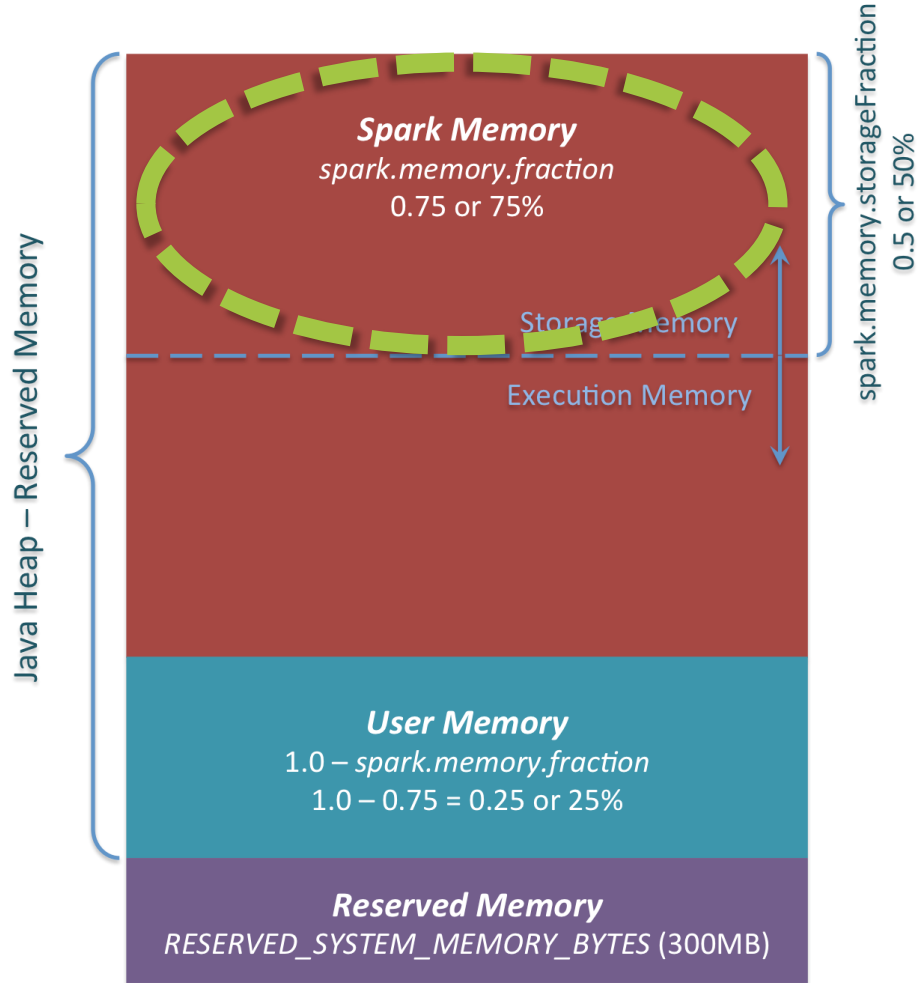 Spark Memory
spark.memory.fraction
0.75 or 75%
Storage Memory
Execution Memory
User Memory
1.0 – spark.memory.fraction
1.0 – 0.75 = 0.25 or 25%
Reserved Memory
RESERVED_SYSTEM_MEMORY_BYTES (300MB)
Java Heap – Reserved Memory
spark.memory.storageFraction
0.5 or 50%